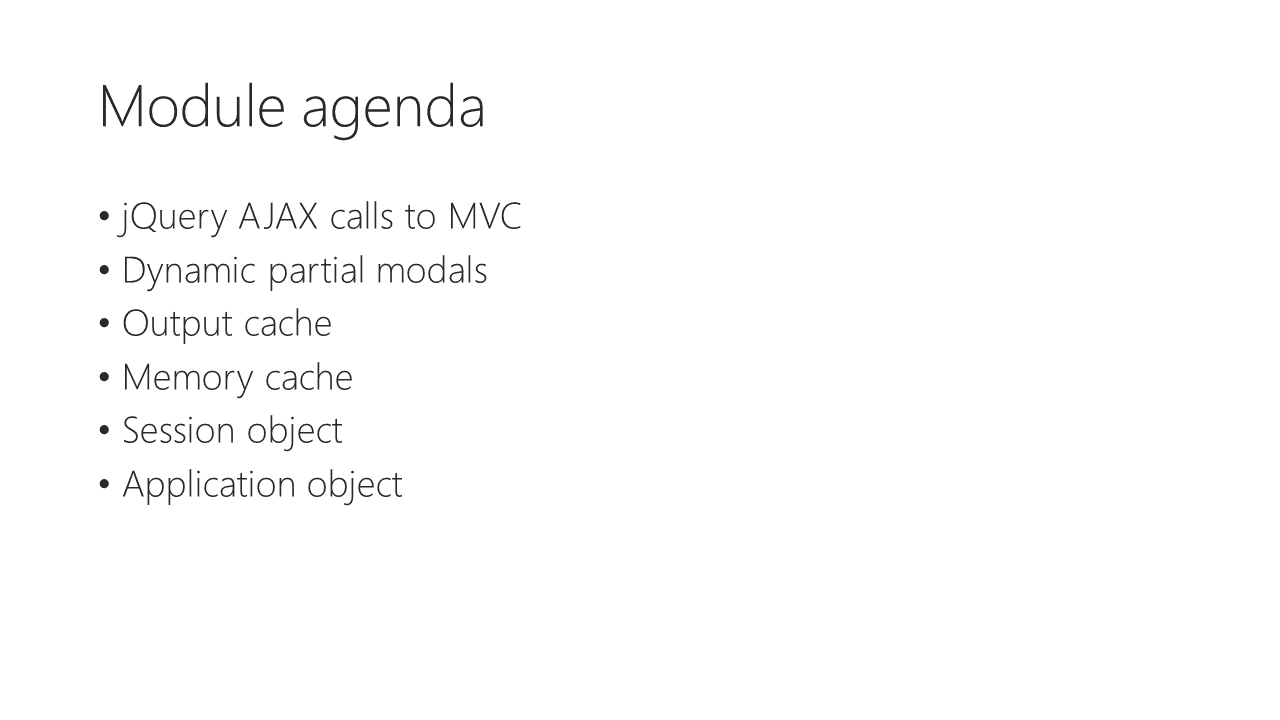 Module agenda
• jQuery AJAX calls to MVC
• Dynamic partial modals
• Output cache
• Memory cache
• Session object
• Application object